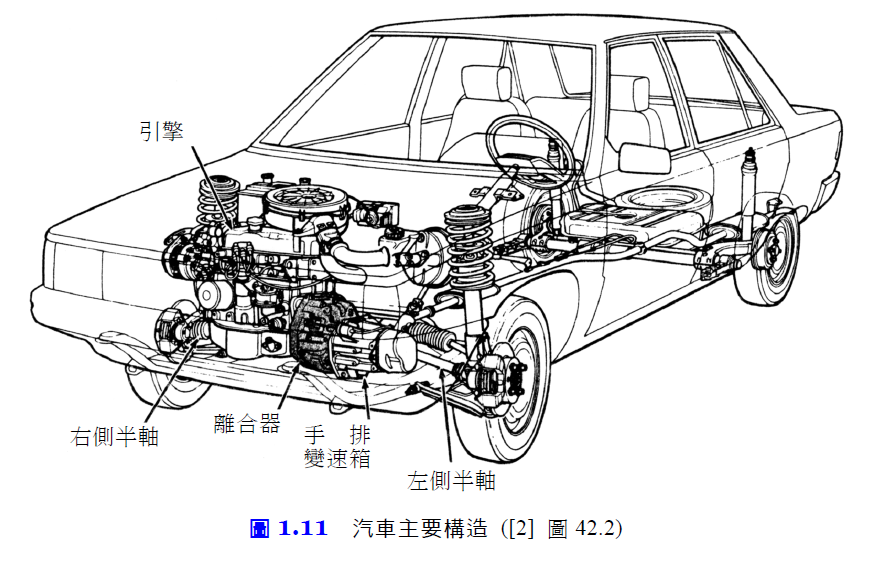 引擎
右側半軸
離合器
手 排
變速箱
左側半軸
圖 1.11 汽車主要構造 ([2] 圖 42.2)